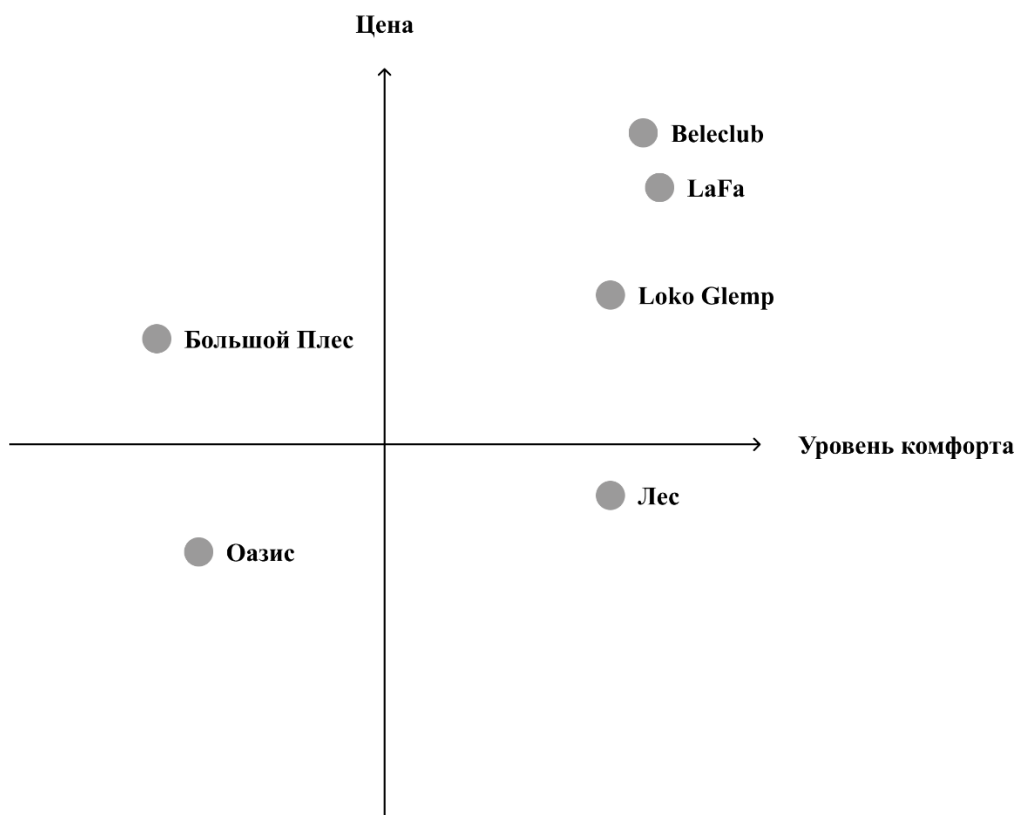 Цена
Beleclub
LaFa
Loko Glemp
Большой Плес
Уровень комфорта
Лес
Оазис